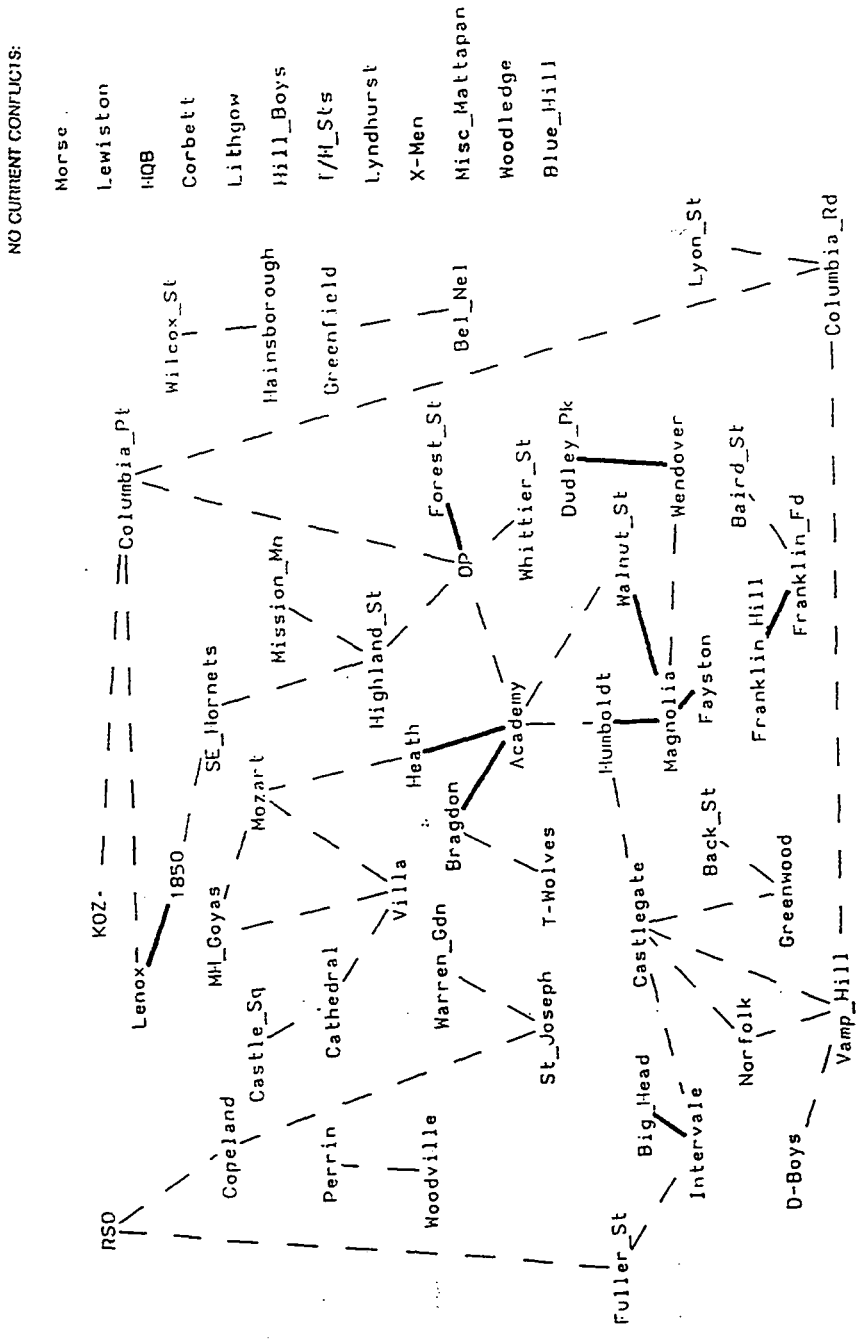 NO CURRENT CONFLICTS:
Morse
Lewiston
HQB
Corbett
Lithgow
Hill_Boys
Lyndhurst
X-Men
Misc_Mattapan
Woodledge
Blue_Hill
Wilcox_St
Hainsborough
Greenfield
Bel_Nel
Lyon_St
Columbia_Rd
Columbia_Pt
Forest_St
Dudley_Pk
Wendover
Baird_St
Franklin_Fd
Mission_Mn
OP
Whittier_St
Walnut_St
Franklin_Hill
SE_Hornets
Highland_St
Academy
Humboldt
Magnolia
Fayston
KOZ
Mozart
Heath
Bragdon
Back_St
Lenox
1850
MH_Goyas
Villa
T-Wolves
Castlegate
Greenwood
Castle_Sq
Cathedral
Warren_Gdn
St_Joseph
Norfolk
Vamp_Hill
RSO
Copeland
Perrin
Woodville
Big_Head
Intervale
D-Boys
Fuller_St